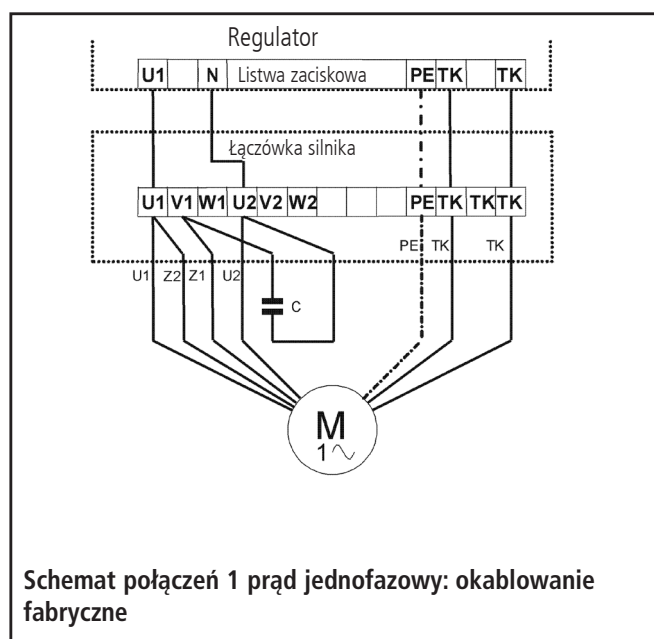 Regulator
U1 N Listwa zaciskowa PE TK TK
Łączówka silnika
U1 V1 W1 U2 V2 W2 PE TK TK TK
PE TK TK
U1 Z2 Z1 U2
C
M
1
Schemat połączeń 1 prąd jednofazowy: okablowanie
fabryczne